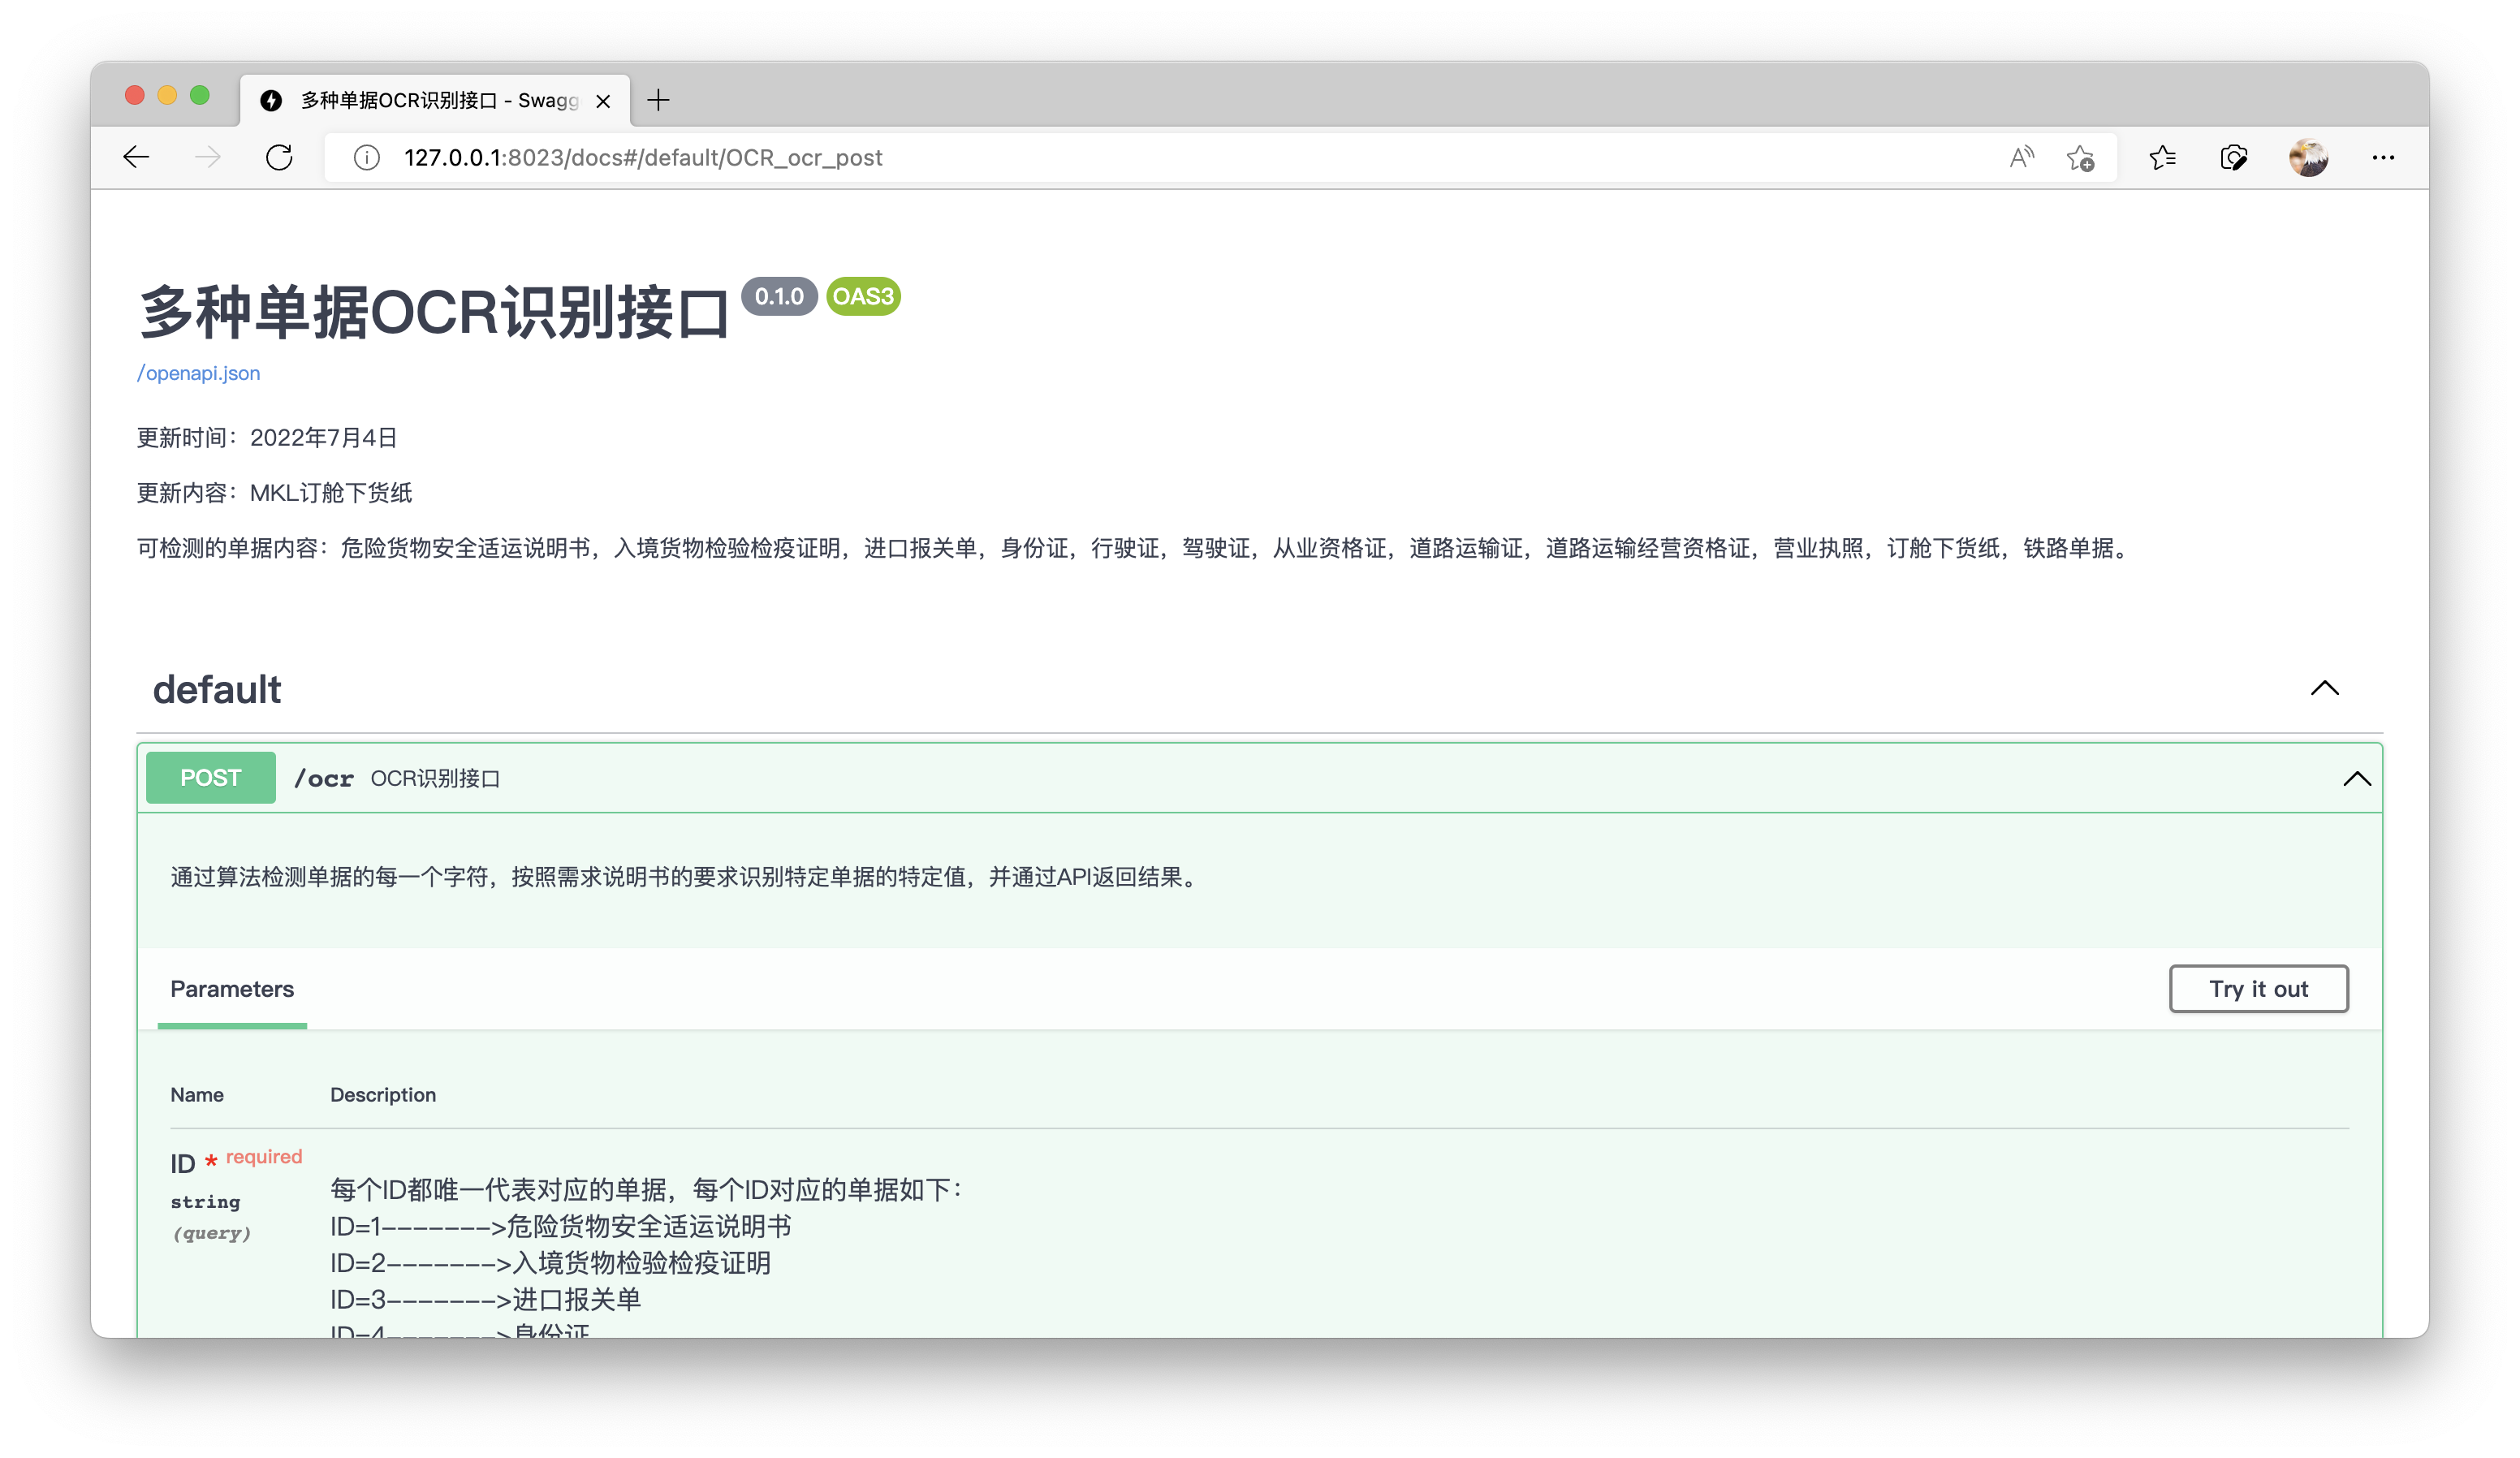 多种单据OCR识别接口 - Swagg
127.0.0.1:8023/docs#/default/OCR_ocr_post
多种单据OCR识别接口 0.1.0 OAS3
/openapi.json
更新时间：2022年7月4日
更新内容：MKL订舱下货纸
可检测的单据内容：危险货物安全适运说明书，入境货物检验检疫证明，进口报关单，身份证，行驶证，驾驶证，从业资格证，道路运输证，道路运输经营资格证，营业执照，订舱下货纸，铁路单据。
default
POST /ocr OCR识别接口
通过算法检测单据的每一个字符，按照需求说明书的要求识别特定单据的特定值，并通过API返回结果。
Parameters
Try it out
Name Description
ID * required
string
(query)
每个ID都唯一代表对应的单据，每个ID对应的单据如下：
ID=1------->危险货物安全适运说明书
ID=2------->入境货物检验检疫证明
ID=3------->进口报关单
ID=4------->身份证